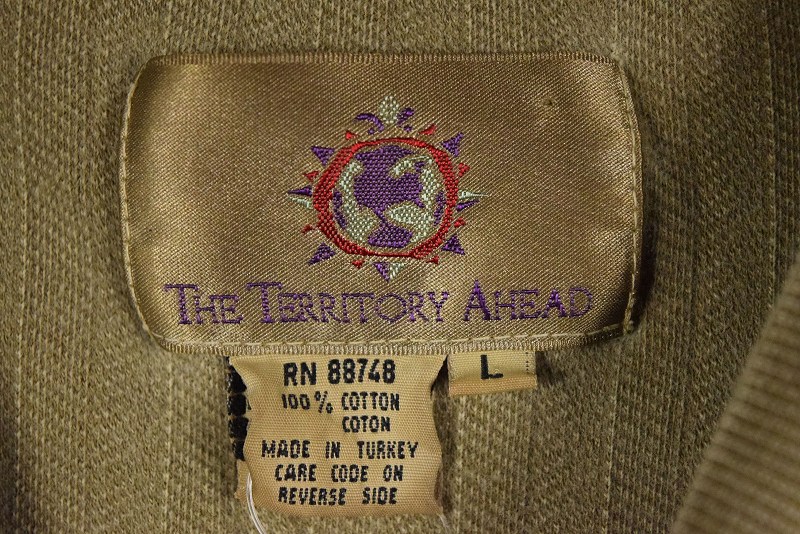 THE TERRITORY AHEAD
L
RN 88748
100% COTTON
COTON
MADE IN TURKEY
CARE CODE ON
REVERSE SIDE